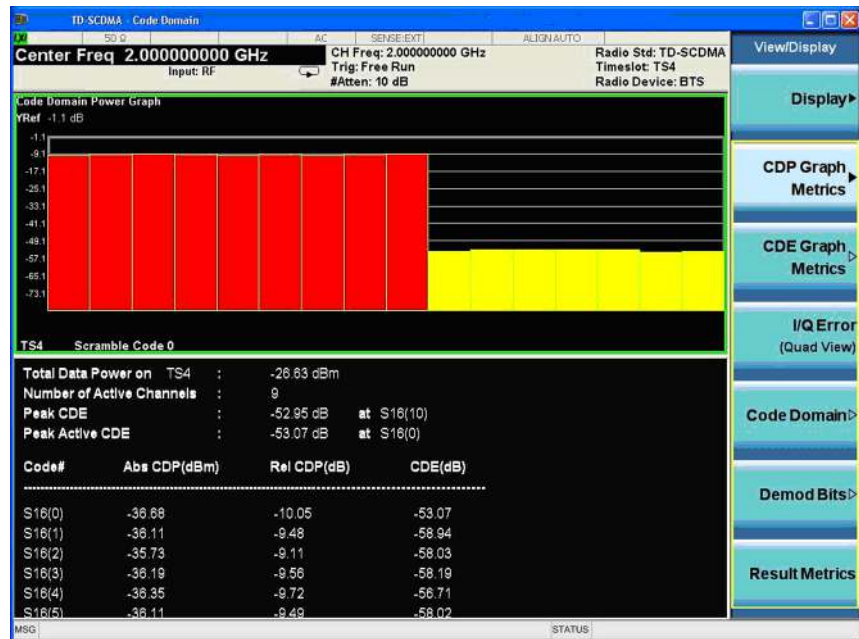 TD-SCDMA - Code Domain
50 Ω AC SENSE:EXT ALIGN AUTO
Center Freq 2.000000000 GHz
Input: RF
CH Freq: 2.000000000 GHz
Trig: Free Run
#Atten: 10 dB
Radio Std: TD-SCDMA
Timeslot: TS4
Radio Device: BTS
Code Domain Power Graph
YRef -1.1 dB
-1.1
-9.1
-17.1
-25.1
-33.1
-41.1
-49.1
-57.1
-65.1
-73.1
TS4 Scramble Code 0
Total Data Power on TS4 : -26.63 dBm
Number of Active Channels : 9
Peak CDE : -52.95 dB at S16(10)
Peak Active CDE : -53.07 dB at S16(0)
Code# Abs CDP(dBm) Rel CDP(dB) CDE(dB)
S16(0) -36.68 -10.05 -53.07
S16(1) -36.11 -9.48 -58.94
S16(2) -35.73 -9.11 -58.03
S16(3) -36.19 -9.56 -58.19
S16(4) -36.35 -9.72 -56.71
S16(5) -36.11 -9.49 -58.02
MSG STATUS
View/Display
Display
CDP Graph
Metrics
CDE Graph
Metrics
I/Q Error
(Quad View)
Code Domain
Demod Bits
Result Metrics